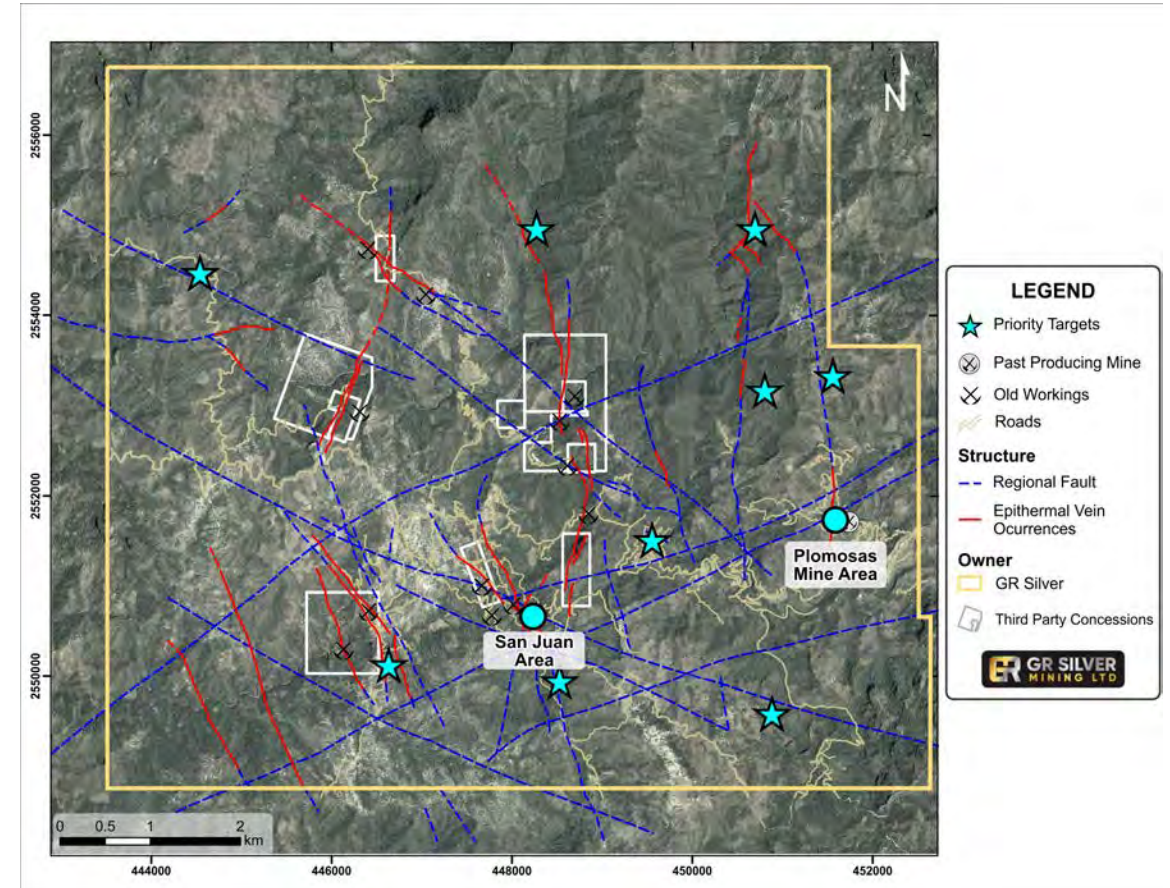 N
2556000
2554000
2552000
2550000
Plomosas
Mine Area
San Juan
Area
0 0.5 1 2
km
444000 446000 448000 450000 452000
LEGEND
Priority Targets
Past Producing Mine
Old Workings
Roads
Structure
Regional Fault
Epithermal Vein
Ocurrences
Owner
GR Silver
Third Party Concessions
GR GR SILVER
MINING LTD